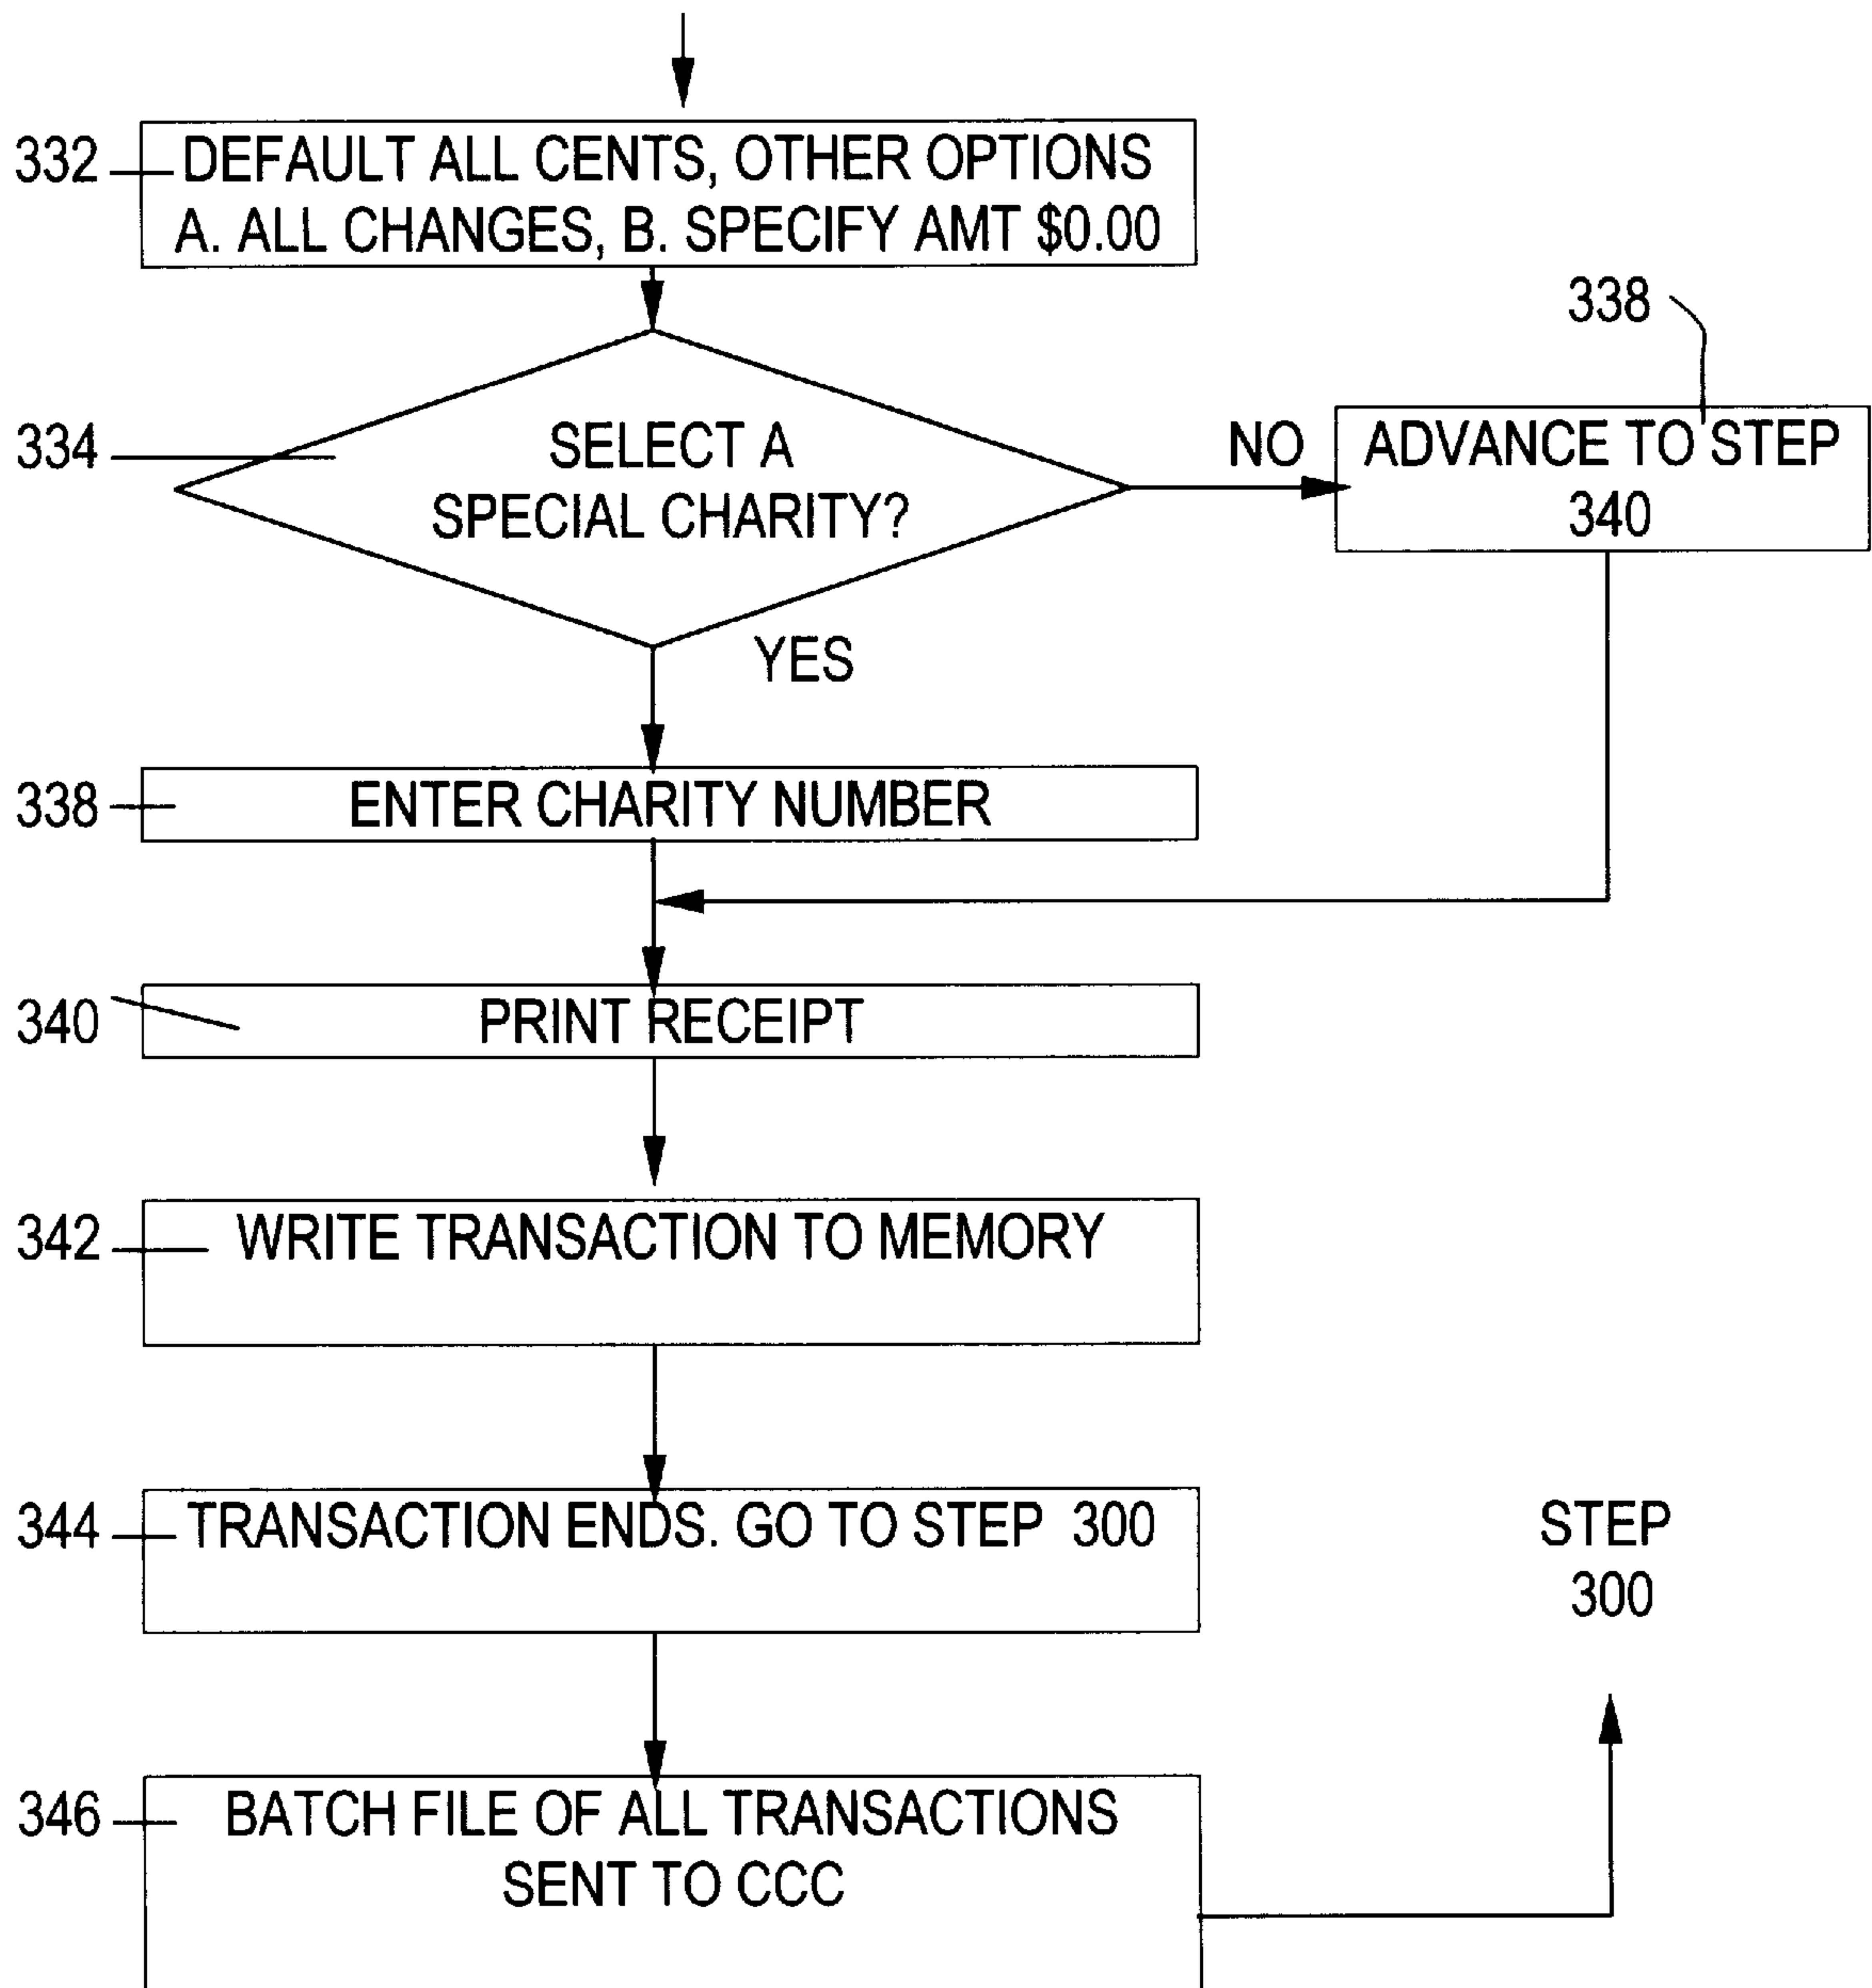 332
DEFAULT ALL CENTS, OTHER OPTIONS
A. ALL CHANGES, B. SPECIFY AMT $0.00
334
SELECT A
SPECIAL CHARITY?
NO
338
ADVANCE TO STEP
340
YES
338
ENTER CHARITY NUMBER
340
PRINT RECEIPT
342
WRITE TRANSACTION TO MEMORY
344
TRANSACTION ENDS. GO TO STEP 300
STEP
300
346
BATCH FILE OF ALL TRANSACTIONS
SENT TO CCC